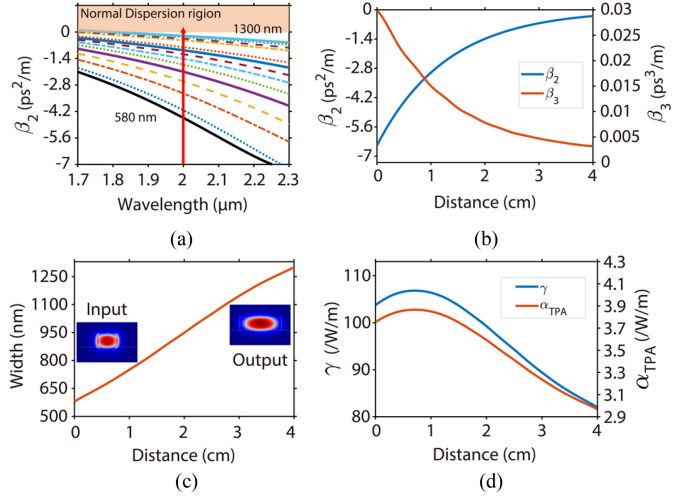 Normal Dispersion rigion
1300 nm
0
-1.4
-2.8
-4.2
-5.6
-7
β2 (ps2/m)
580 nm
1.7 1.8 1.9 2 2.1 2.2 2.3
Wavelength (μm)
(a)
0
-1
-2
-3
-4
-5
-6
-7
β2 (ps2/m)
β2
β3
0.03
0.025
0.02
0.015
0.01
0.005
0
β3 (ps3/m)
0 1 2 3 4
Distance (cm)
(b)
1250
1100
950
800
650
500
Width (nm)
Input
Output
0 1 2 3 4
Distance (cm)
(c)
110
100
90
80
γ (/W/m)
γ
αTPA
4.3
4.1
3.9
3.7
3.5
3.3
3.1
2.9
αTPA (/W/m)
0 1 2 3 4
Distance (cm)
(d)